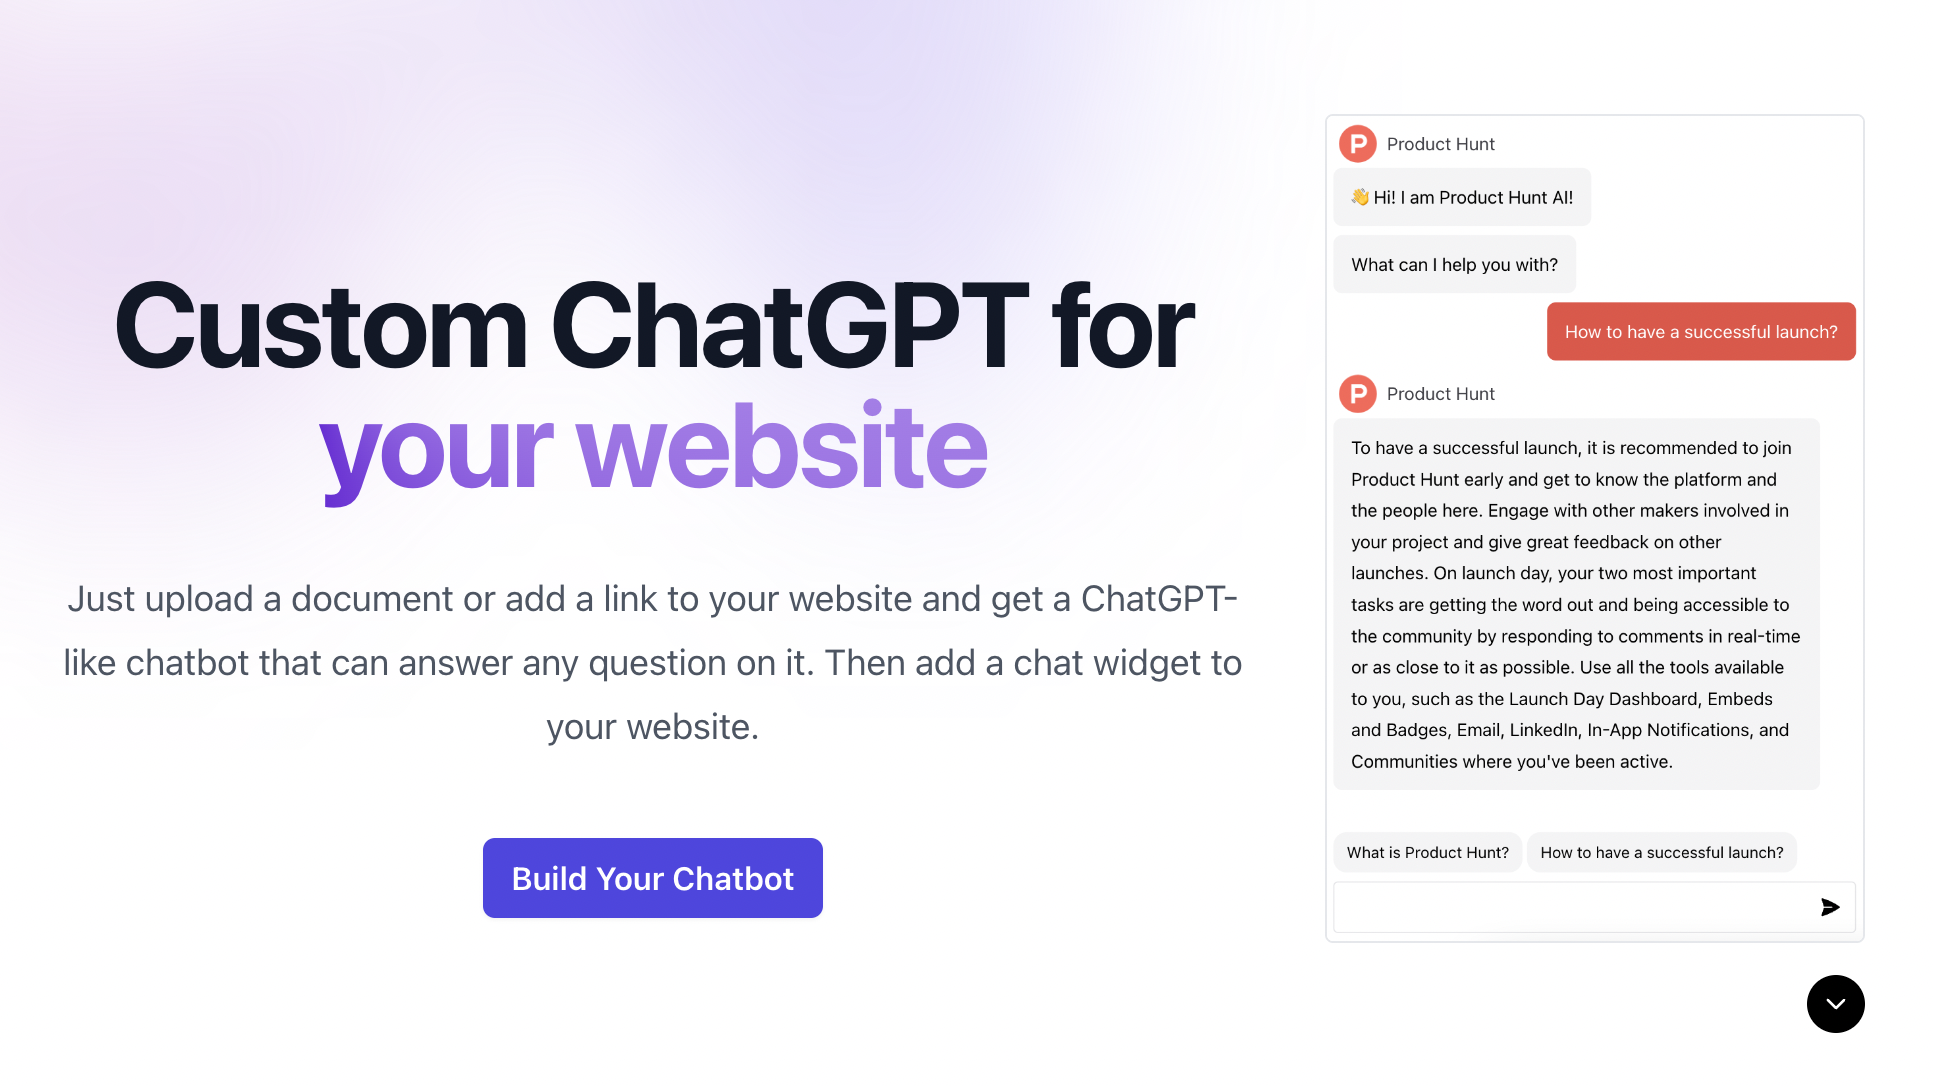 Custom ChatGPT for
your website
Just upload a document or add a link to your website and get a ChatGPT-
like chatbot that can answer any question on it. Then add a chat widget to
your website.
Build Your Chatbot
P Product Hunt
👋 Hi! I am Product Hunt AI!
What can I help you with?
How to have a successful launch?
P Product Hunt
To have a successful launch, it is recommended to join
Product Hunt early and get to know the platform and
the people here. Engage with other makers involved in
your project and give great feedback on other
launches. On launch day, your two most important
tasks are getting the word out and being accessible to
the community by responding to comments in real-time
or as close to it as possible. Use all the tools available
to you, such as the Launch Day Dashboard, Embeds
and Badges, Email, LinkedIn, In-App Notifications, and
Communities where you've been active.
What is Product Hunt? How to have a successful launch?